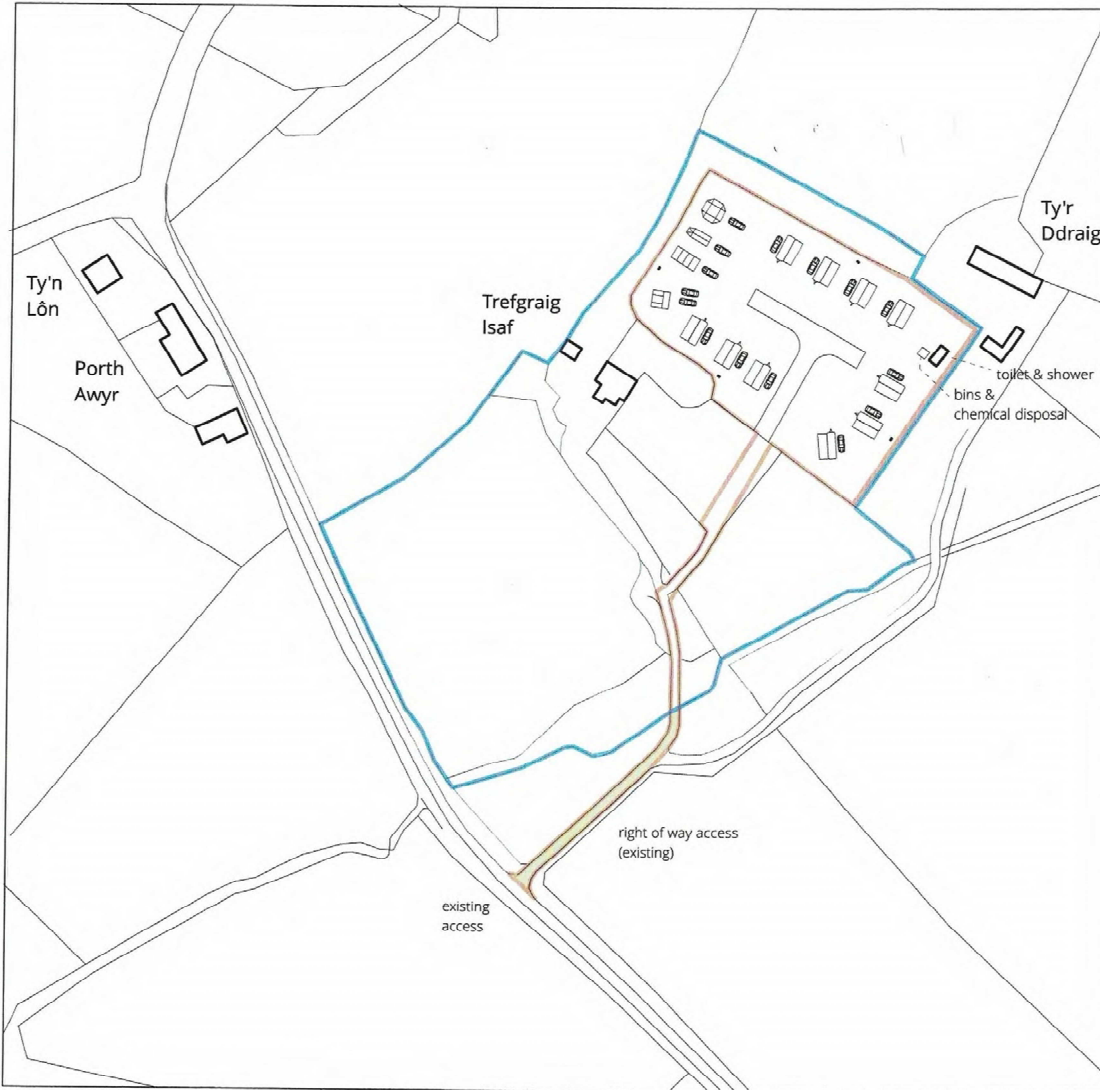 Ty'r
Ddraig
Ty'n
Lôn
Trefgraig
Isaf
Porth
Awyr
toilet & shower
bins &
chemical disposal
right of way access
(existing)
existing
access